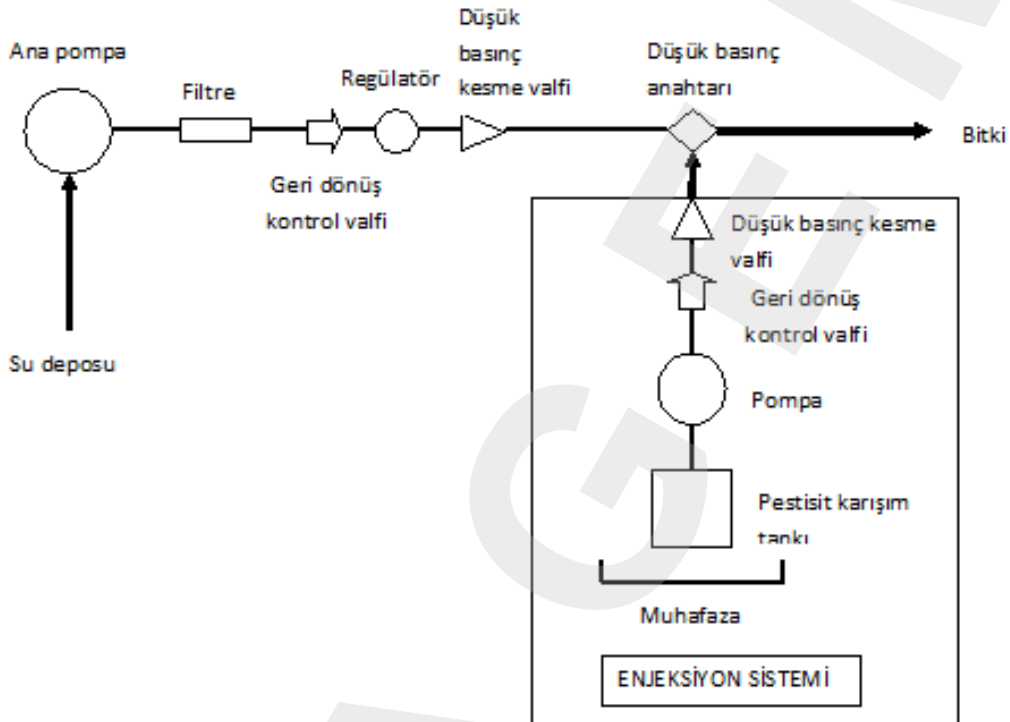 Ana pompa
Filtre
Regülatör
Düşük
basınç
kesme valfi
Düşük basınç
anahtarı
Bitki
Geri dönüş
kontrol valfi
Su deposu
Düşük basınç kesme
valfi
Geri dönüş
kontrol valfi
Pompa
Pestisit karışım
tankı
Muhafaza
ENJEKSİYON SİSTEMİ